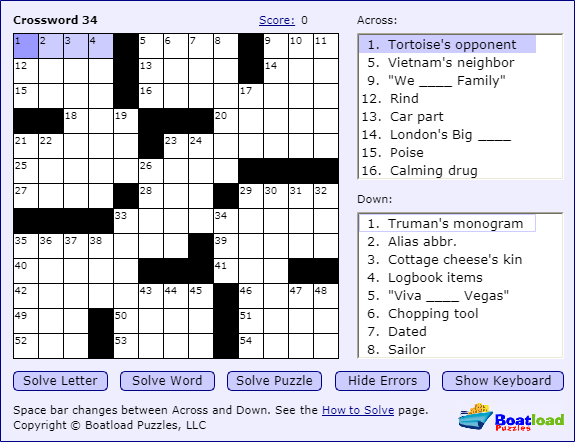 Crossword 34
Score: 0
1 2 3 4 5 6 7 8 9 10 11
12 13 14
15 16 17
18 19 20
21 22 23 24
25 26
27 28 29 30 31 32
33 34
35 36 37 38 39
40 41
42 43 44 45 46 47 48
49 50 51
52 53 54
Across:
1. Tortoise's opponent
5. Vietnam's neighbor
9. "We ____ Family"
12. Rind
13. Car part
14. London's Big ____
15. Poise
16. Calming drug
Down:
1. Truman's monogram
2. Alias abbr.
3. Cottage cheese's kin
4. Logbook items
5. "Viva ____ Vegas"
6. Chopping tool
7. Dated
8. Sailor
Solve Letter Solve Word Solve Puzzle Hide Errors Show Keyboard
Space bar changes between Across and Down. See the How to Solve page.
Copyright © Boatload Puzzles, LLC
Boatload
Puzzles